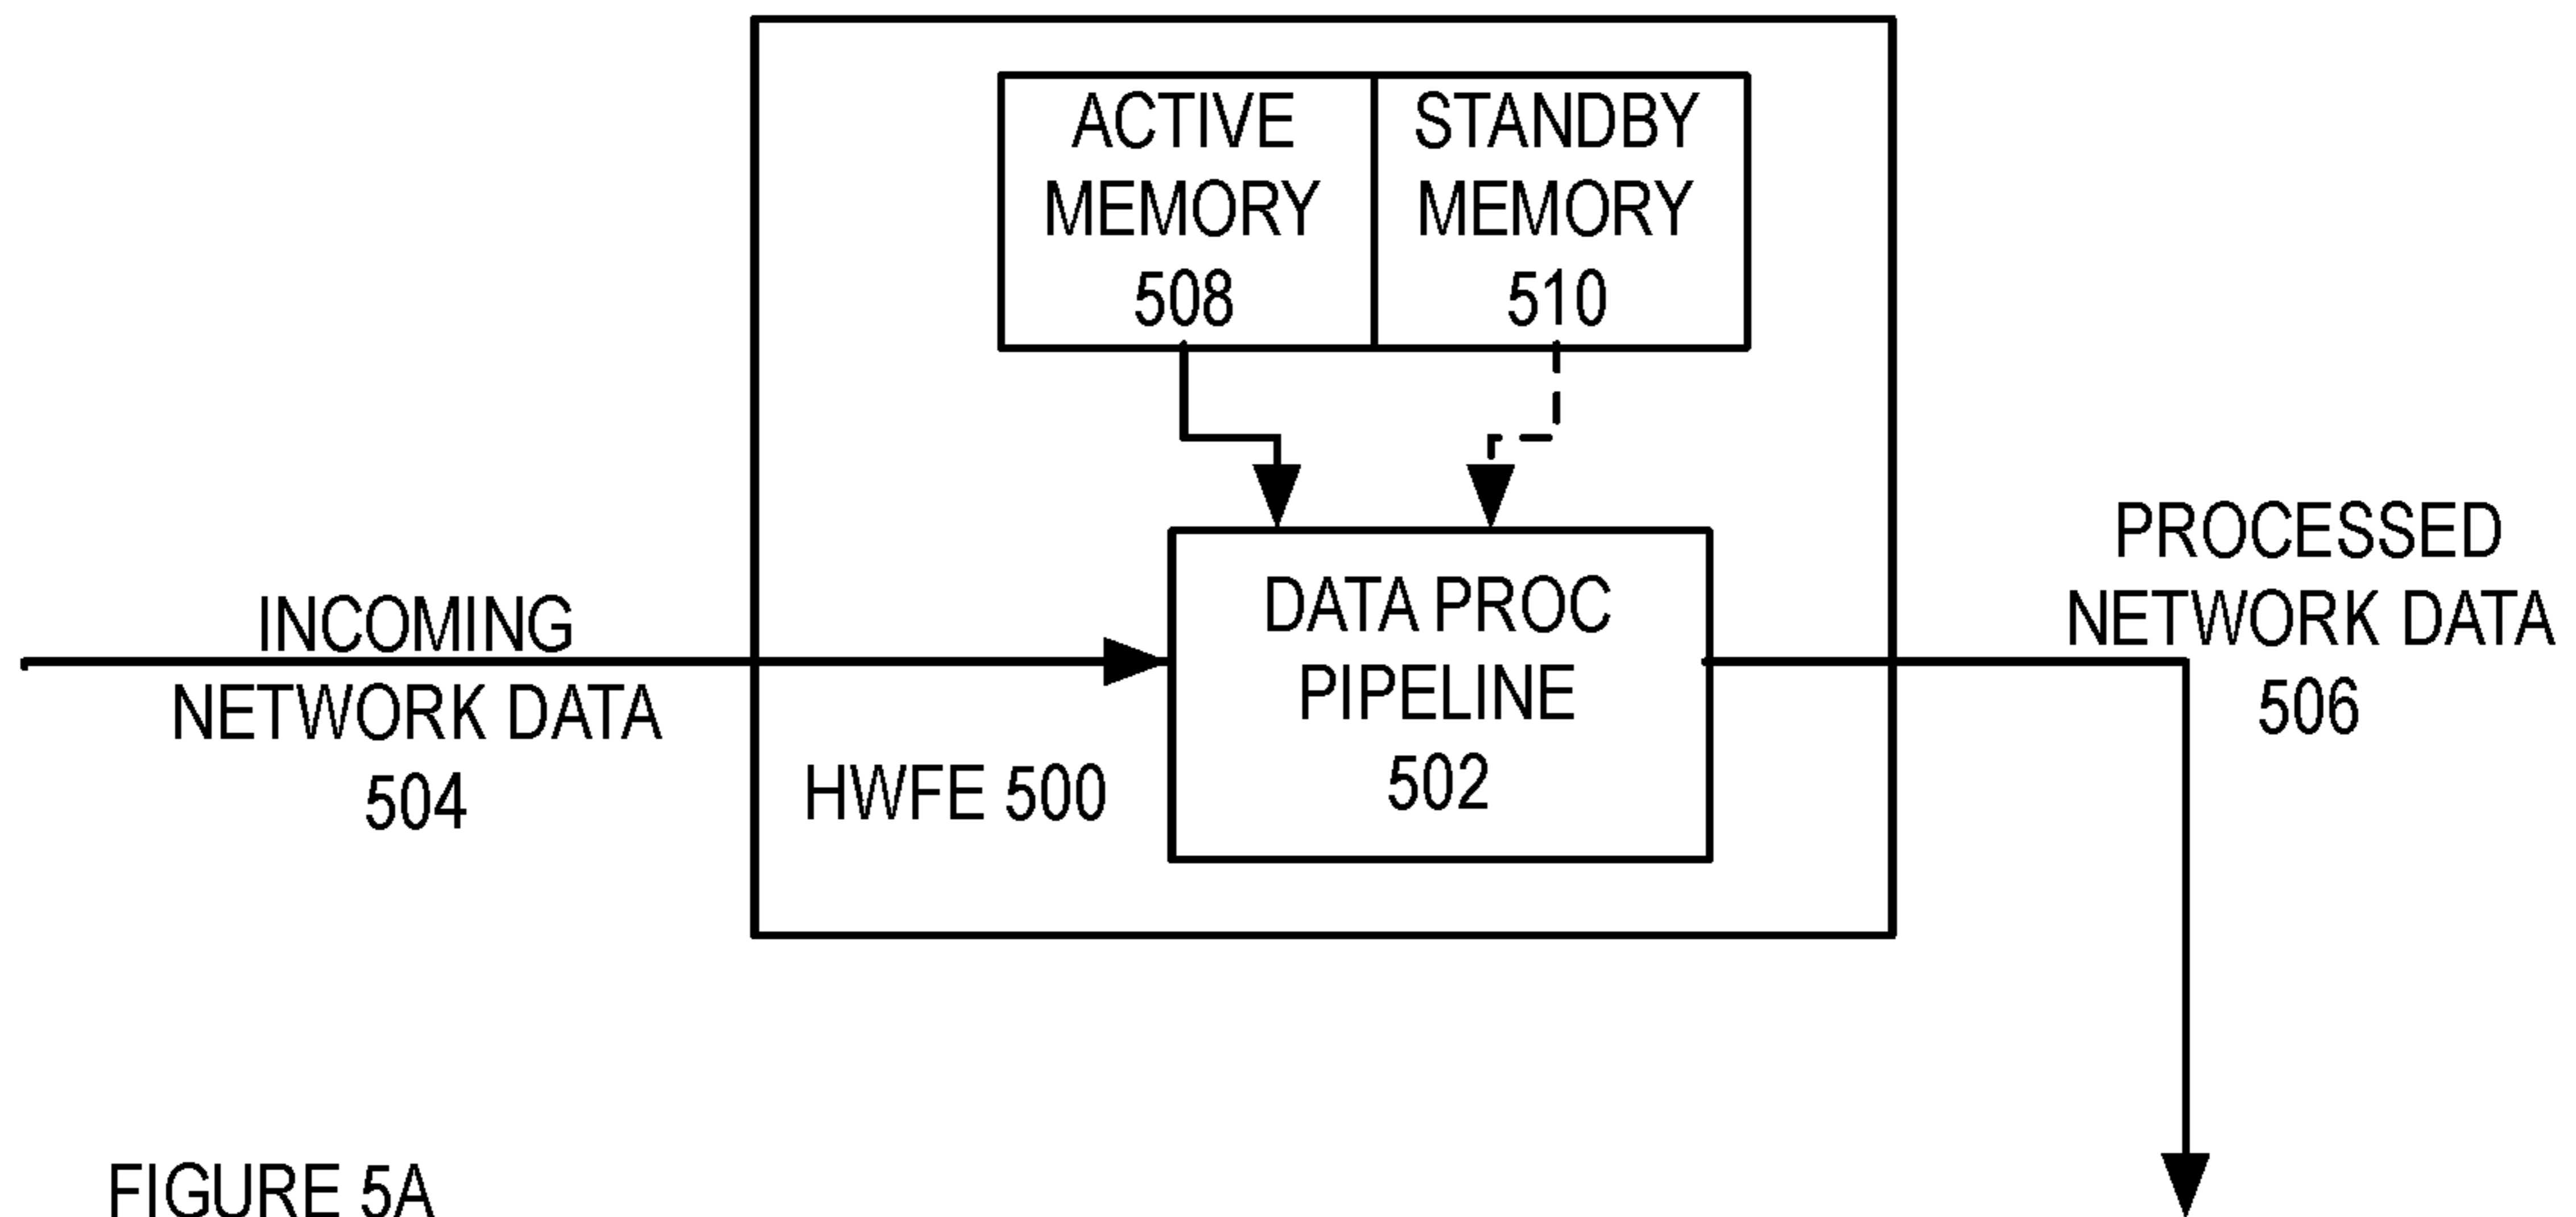 ACTIVE
MEMORY
508
STANDBY
MEMORY
510
INCOMING
NETWORK DATA
504
HWFE 500
DATA PROC
PIPELINE
502
PROCESSED
NETWORK DATA
506
FIGURE 5A